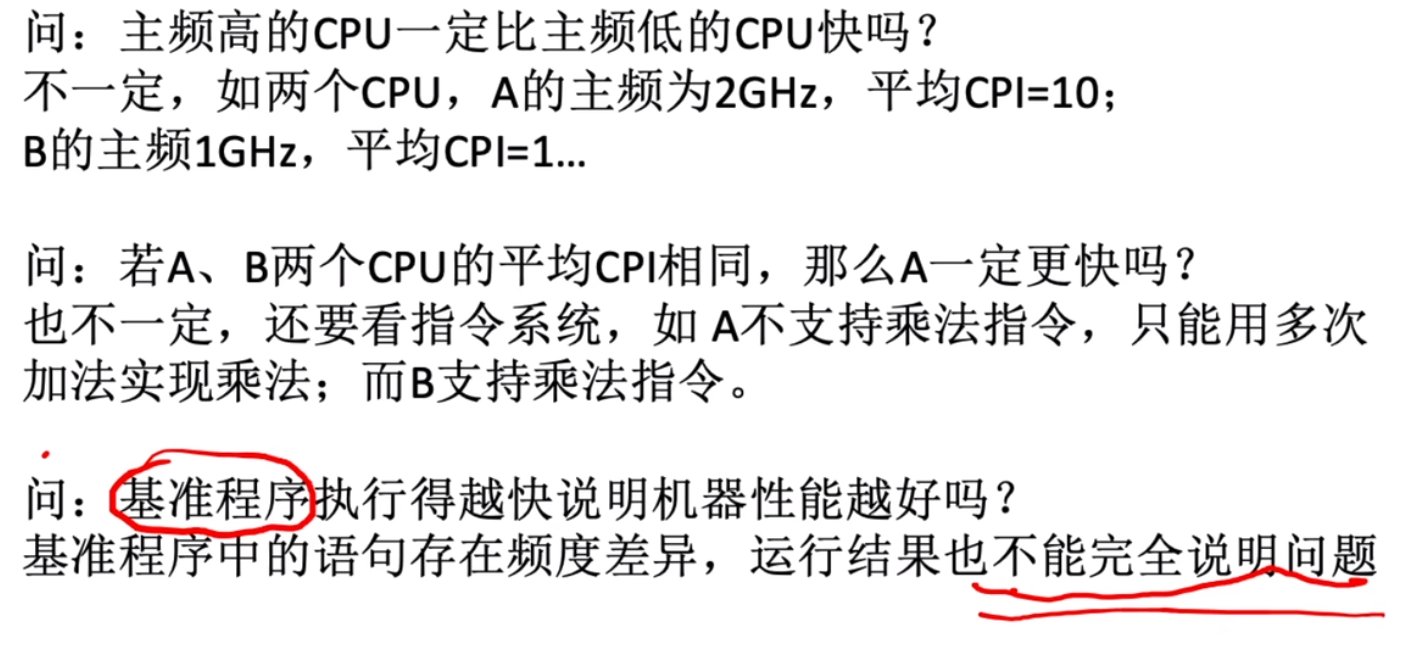 问：主频高的CPU一定比主频低的CPU快吗？
不一定，如两个CPU，A的主频为2GHz，平均CPI=10；
B的主频1GHz，平均CPI=1...
问：若A、B两个CPU的平均CPI相同，那么A一定更快吗？
也不一定，还要看指令系统，如 A不支持乘法指令，只能用多次
加法实现乘法；而B支持乘法指令。
问：基准程序执行得越快说明机器性能越好吗？
基准程序中的语句存在频度差异，运行结果也不能完全说明问题